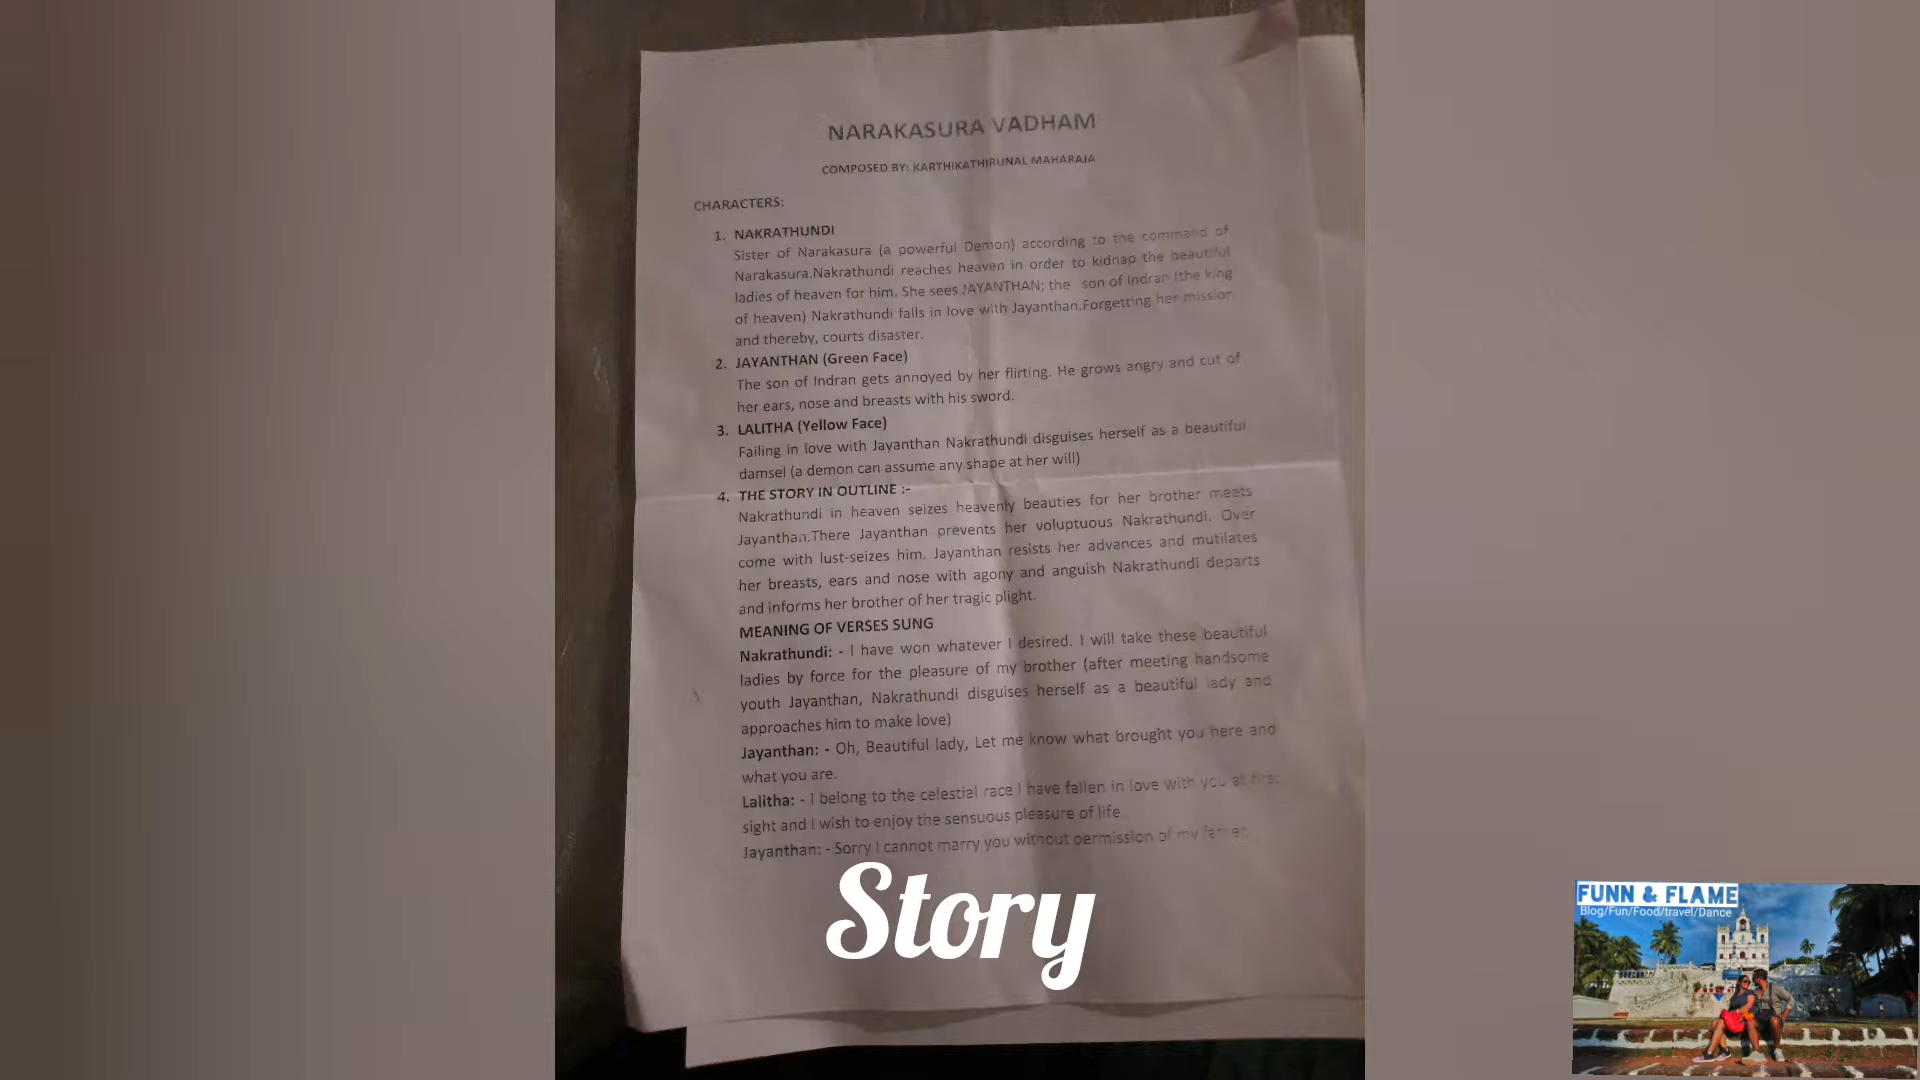 NARAKASURA VADHAM
COMPOSED BY: KARTHIKATHIRUNAL MAHARAJA
CHARACTERS:
1. NAKRATHUNDI
Sister of Narakasura (a powerful Demon) according to the command of
Narakasura.Nakrathundi reaches heaven in order to kidnap the beautiful
ladies of heaven for him. She sees JAYANTHAN; the son of Indran (the king
of heaven) Nakrathundi falls in love with Jayanthan.Forgetting her mission
and thereby, courts disaster.
2. JAYANTHAN (Green Face)
The son of Indran gets annoyed by her flirting. He grows angry and cut of
her ears, nose and breasts with his sword.
3. LALITHA (Yellow Face)
Failing in love with Jayanthan Nakrathundi disguises herself as a beautiful
damsel (a demon can assume any shape at her will)
4. THE STORY IN OUTLINE :-
Nakrathundi in heaven seizes heavenly beauties for her brother meets
Jayanthan.There Jayanthan prevents her voluptuous Nakrathundi. Over
come with lust-seizes him. Jayanthan resists her advances and mutilates
her breasts, ears and nose with agony and anguish Nakrathundi departs
and informs her brother of her tragic plight.
MEANING OF VERSES SUNG
Nakrathundi: - I have won whatever I desired. I will take these beautiful
ladies by force for the pleasure of my brother (after meeting handsome
youth Jayanthan, Nakrathundi disguises herself as a beautiful lady and
approaches him to make love)
Jayanthan: - Oh, Beautiful lady, Let me know what brought you here and
what you are.
Lalitha: - I belong to the celestial race I have fallen in love with you at first
sight and I wish to enjoy the sensuous pleasure of life
Jayanthan: - Sorry I cannot marry you without permission of my father
Story
FUNN & FLAME
Blog/Fun/Food/travel/Dance